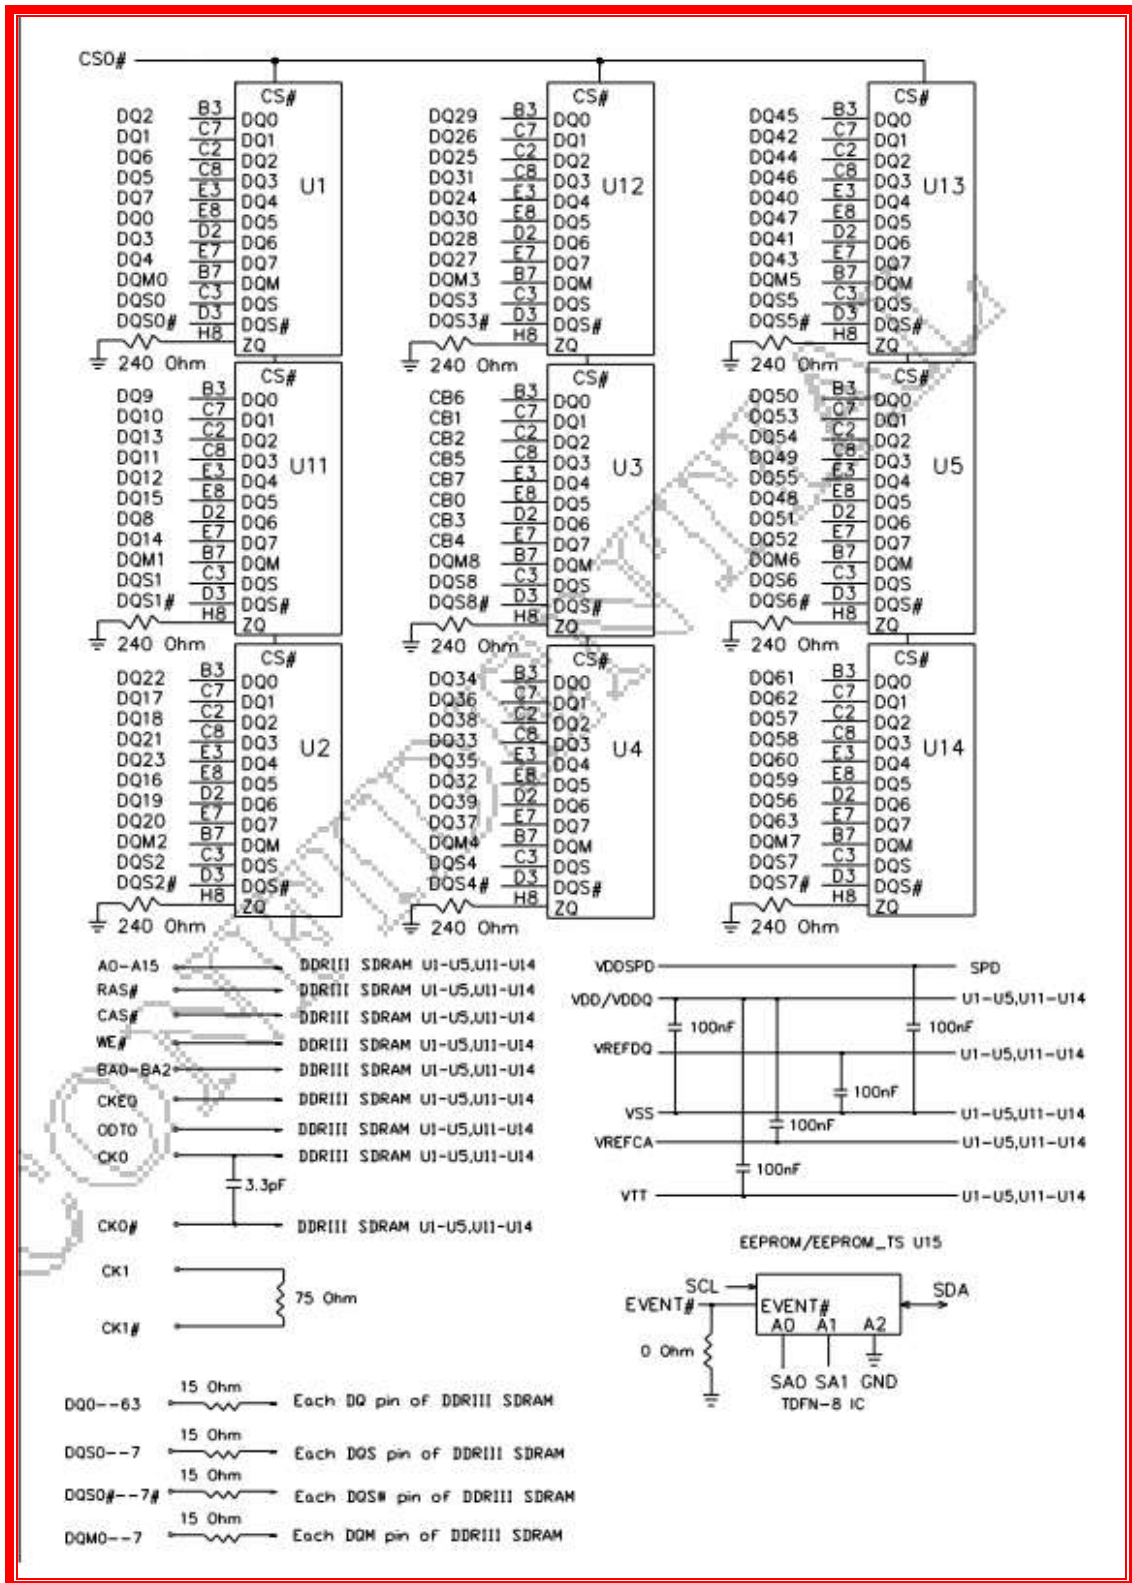 CS0#
CS#
DQ2 B3 DQ0
DQ1 C7 DQ1
DQ6 C2 DQ2
DQ5 C8 DQ3
DQ7 E3 DQ4
DQ0 E8 DQ5
DQ3 D2 DQ6
DQ4 E7 DQ7
DQM0 B7 DQM
DQS0 C3 DQS
DQS0# D3 DQS#
H8 ZQ
U1
240 Ohm
CS#
DQ29 B3 DQ0
DQ26 C7 DQ1
DQ25 C2 DQ2
DQ31 C8 DQ3
DQ24 E3 DQ4
DQ30 E8 DQ5
DQ28 D2 DQ6
DQ27 E7 DQ7
DQM3 B7 DQM
DQS3 C3 DQS
DQS3# D3 DQS#
H8 ZQ
U12
240 Ohm
CS#
DQ45 B3 DQ0
DQ42 C7 DQ1
DQ44 C2 DQ2
DQ46 C8 DQ3
DQ40 E3 DQ4
DQ47 E8 DQ5
DQ41 D2 DQ6
DQ43 E7 DQ7
DQM5 B7 DQM
DQS5 C3 DQS
DQS5# D3 DQS#
H8 ZQ
U13
240 Ohm
CS#
DQ9 B3 DQ0
DQ10 C7 DQ1
DQ13 C2 DQ2
DQ11 C8 DQ3
DQ12 E3 DQ4
DQ15 E8 DQ5
DQ8 D2 DQ6
DQ14 E7 DQ7
DQM1 B7 DQM
DQS1 C3 DQS
DQS1# D3 DQS#
H8 ZQ
U11
240 Ohm
CS#
CB6 B3 DQ0
CB1 C7 DQ1
CB2 C2 DQ2
CB5 C8 DQ3
CB7 E3 DQ4
CB0 E8 DQ5
CB3 D2 DQ6
CB4 E7 DQ7
DQM8 B7 DQM
DQS8 C3 DQS
DQS8# D3 DQS#
H8 ZQ
U3
240 Ohm
CS#
DQ50 B3 DQ0
DQ53 C7 DQ1
DQ54 C2 DQ2
DQ49 C8 DQ3
DQ55 E3 DQ4
DQ48 E8 DQ5
DQ51 D2 DQ6
DQ52 E7 DQ7
DQM6 B7 DQM
DQS6 C3 DQS
DQS6# D3 DQS#
H8 ZQ
U5
240 Ohm
CS#
DQ22 B3 DQ0
DQ17 C7 DQ1
DQ18 C2 DQ2
DQ21 C8 DQ3
DQ23 E3 DQ4
DQ16 E8 DQ5
DQ19 D2 DQ6
DQ20 E7 DQ7
DQM2 B7 DQM
DQS2 C3 DQS
DQS2# D3 DQS#
H8 ZQ
U2
240 Ohm
CS#
DQ34 B3 DQ0
DQ36 C7 DQ1
DQ38 C2 DQ2
DQ33 C8 DQ3
DQ35 E3 DQ4
DQ32 E8 DQ5
DQ39 D2 DQ6
DQ37 E7 DQ7
DQM4 B7 DQM
DQS4 C3 DQS
DQS4# D3 DQS#
H8 ZQ
U4
240 Ohm
CS#
DQ61 B3 DQ0
DQ62 C7 DQ1
DQ57 C2 DQ2
DQ58 C8 DQ3
DQ60 E3 DQ4
DQ59 E8 DQ5
DQ56 D2 DQ6
DQ63 E7 DQ7
DQM7 B7 DQM
DQS7 C3 DQS
DQS7# D3 DQS#
H8 ZQ
U14
240 Ohm
CONFIDENTIAL
A0-A15 DDRIII SDRAM U1-U5,U11-U14
RAS# DDRIII SDRAM U1-U5,U11-U14
CAS# DDRIII SDRAM U1-U5,U11-U14
WE# DDRIII SDRAM U1-U5,U11-U14
BA0-BA2 DDRIII SDRAM U1-U5,U11-U14
CKE0 DDRIII SDRAM U1-U5,U11-U14
ODT0 DDRIII SDRAM U1-U5,U11-U14
CK0 DDRIII SDRAM U1-U5,U11-U14
3.3pF
CK0# DDRIII SDRAM U1-U5,U11-U14
CK1
75 Ohm
CK1#
VDDSPD SPD
VDD/VDDQ U1-U5,U11-U14
100nF 100nF
VREFDQ U1-U5,U11-U14
100nF
VSS U1-U5,U11-U14
100nF
VREFCA U1-U5,U11-U14
100nF
VTT U1-U5,U11-U14
EEPROM/EEPROM_TS U15
SCL SDA
EVENT# EVENT#
A0 A1 A2
0 Ohm
SA0 SA1 GND
TDFN-8 IC
15 Ohm
DQ0--63 Each DQ pin of DDRIII SDRAM
15 Ohm
DQS0--7 Each DQS pin of DDRIII SDRAM
15 Ohm
DQS0#--7# Each DQS# pin of DDRIII SDRAM
15 Ohm
DQM0--7 Each DQM pin of DDRIII SDRAM